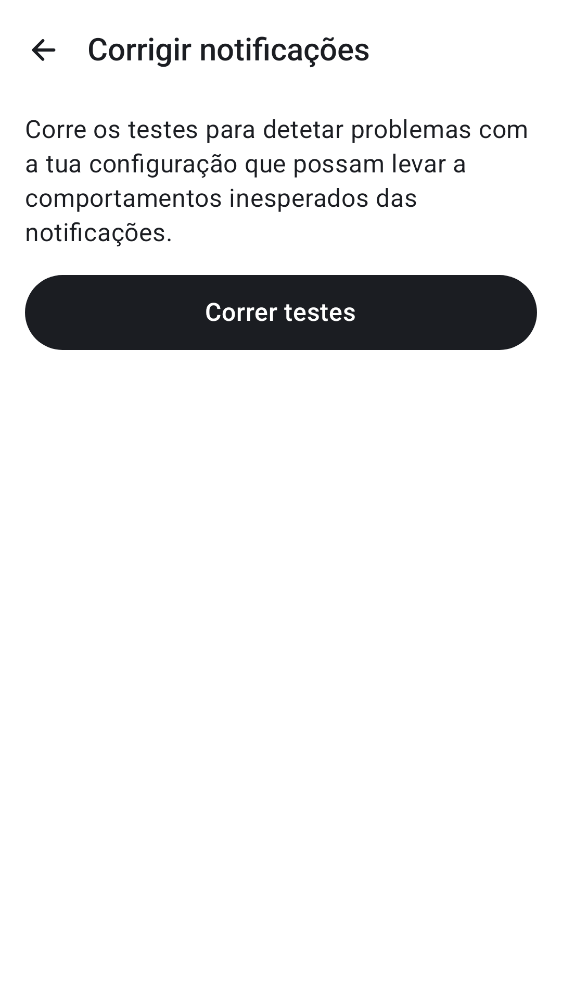 Corrigir notificações
Corre os testes para detetar problemas com
a tua configuração que possam levar a
comportamentos inesperados das
notificações.
Correr testes